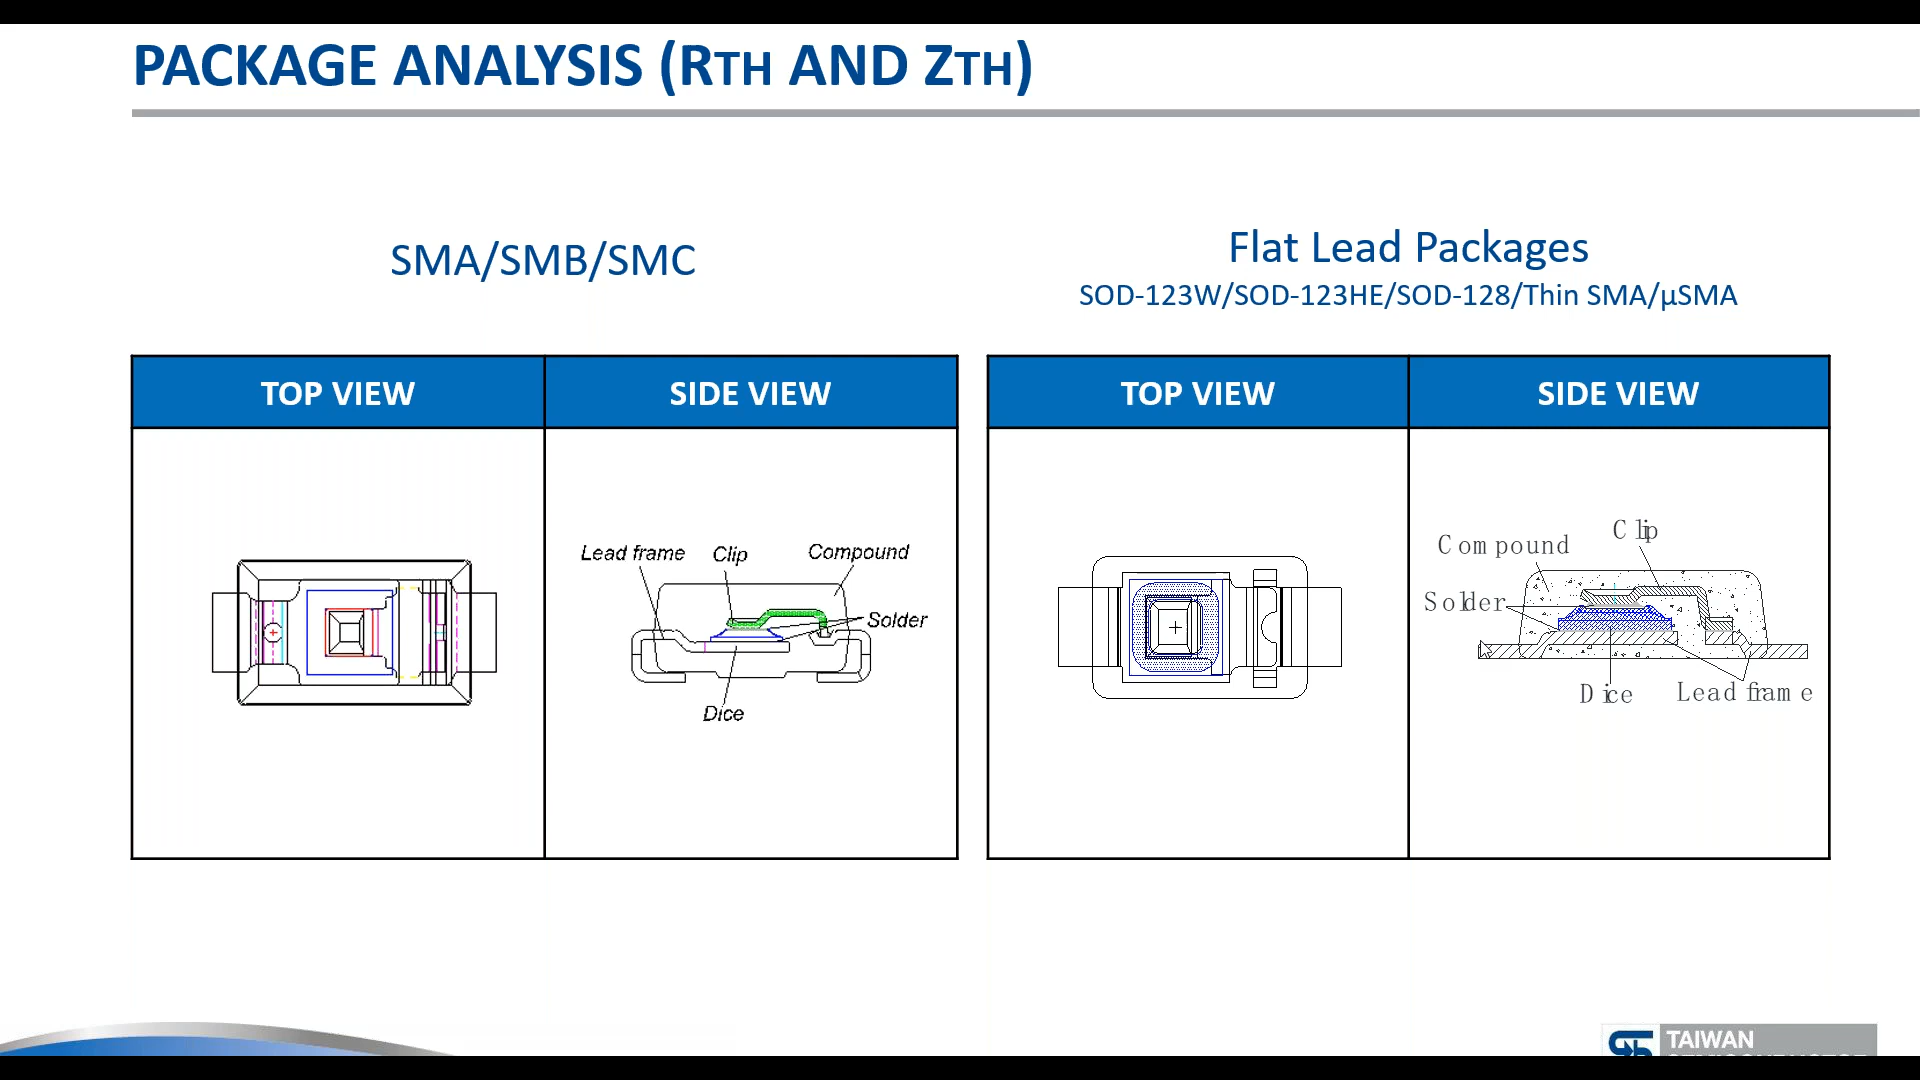 PACKAGE ANALYSIS (RTH AND ZTH)
SMA/SMB/SMC
Flat Lead Packages
SOD-123W/SOD-123HE/SOD-128/Thin SMA/µSMA
TOP VIEW
SIDE VIEW
Lead frame
Clip
Compound
Solder
Dice
TOP VIEW
SIDE VIEW
Compound
Clip
Solder
Dice
Lead frame
TAIWAN